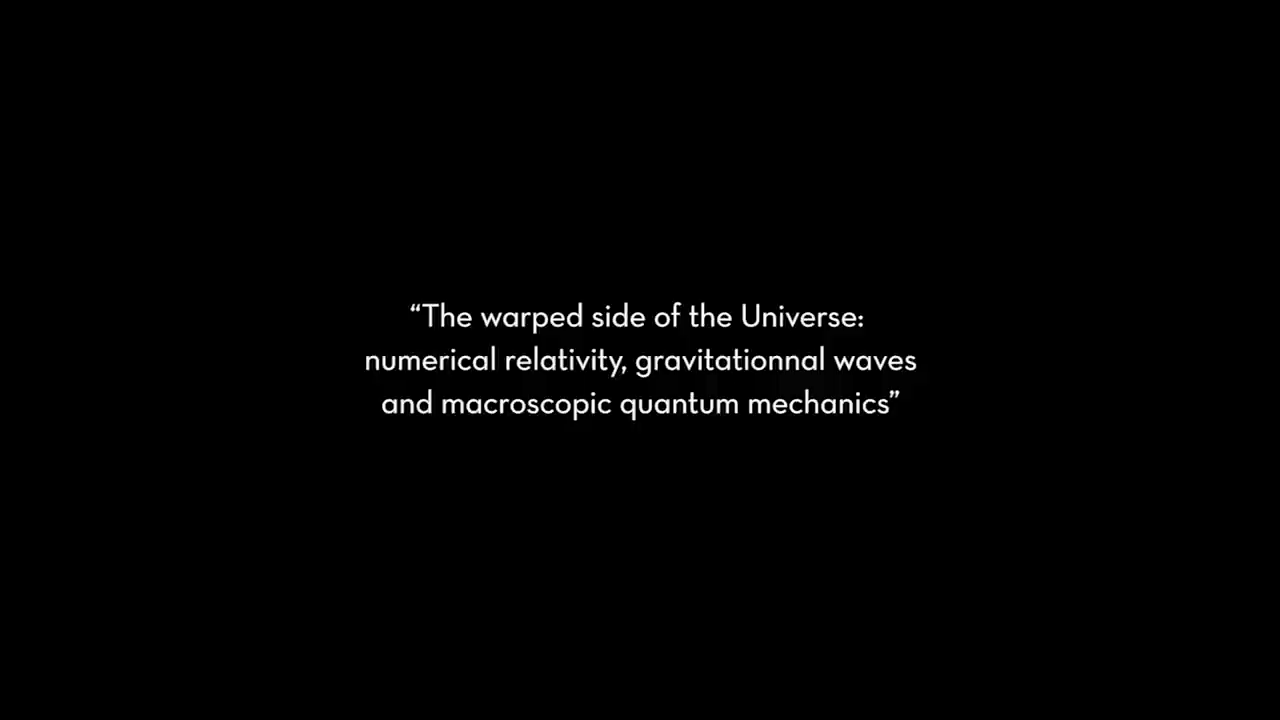 “The warped side of the Universe:
numerical relativity, gravitationnal waves
and macroscopic quantum mechanics”